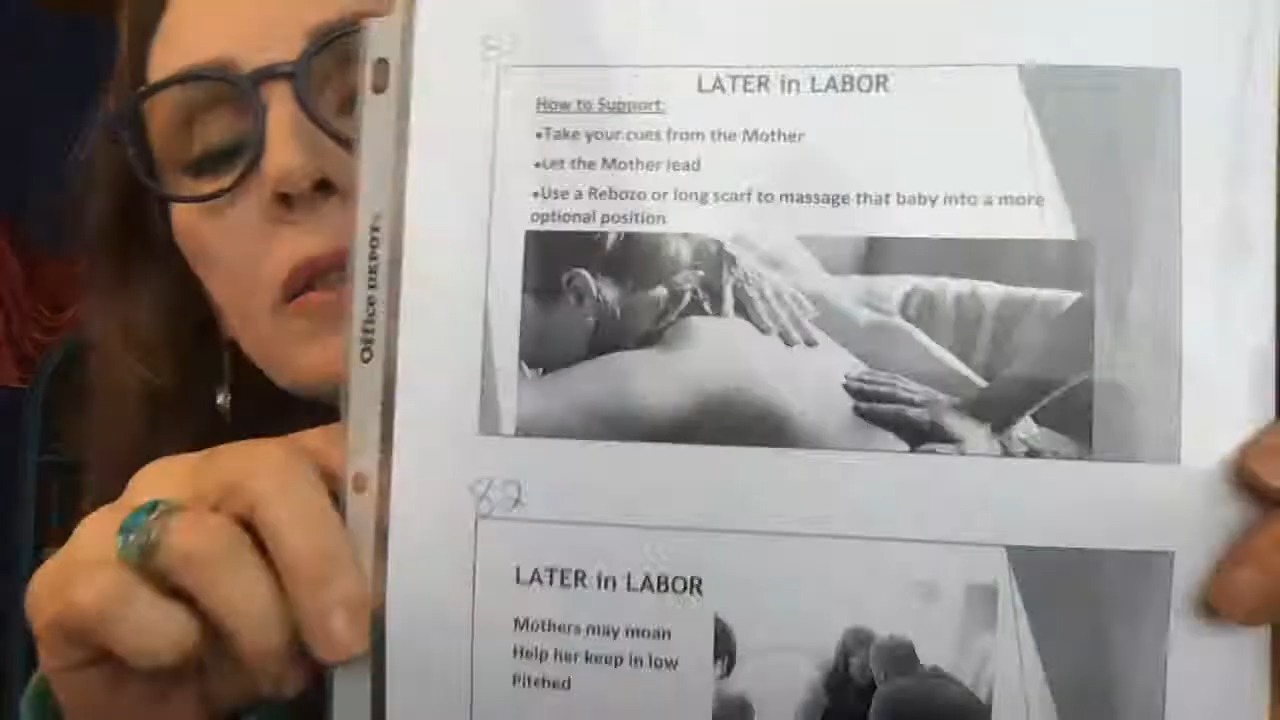 LATER in LABOR
How to Support:
•Take your cues from the Mother
•Let the Mother lead
•Use a Rebozo or long scarf to massage that baby into a more
optional position
Office DEPOT
82
LATER in LABOR
Mothers may moan
Help her keep in low
Pitched